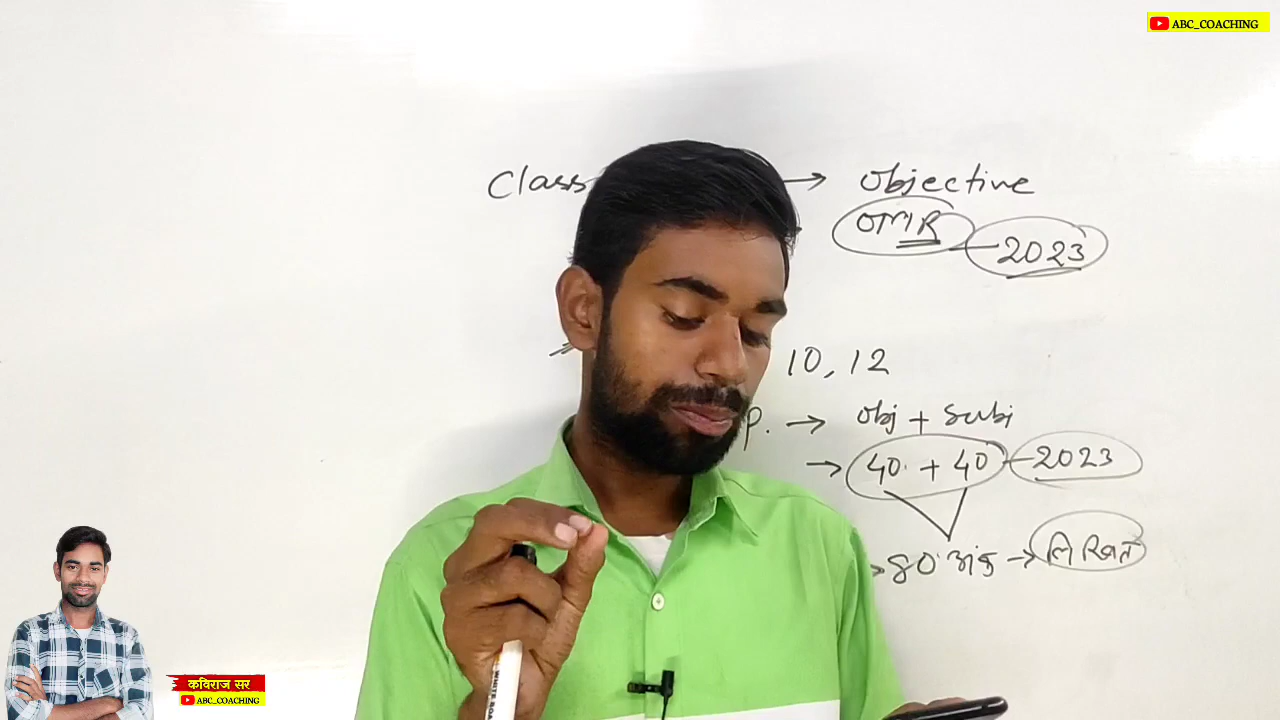 ABC_COACHING
Class → objective
OMR — 2023
10, 12
p. → obj + subj
→ 40 + 40 — 2023
→ 80 अंक → लिखित
कविराज सर
ABC_COACHING